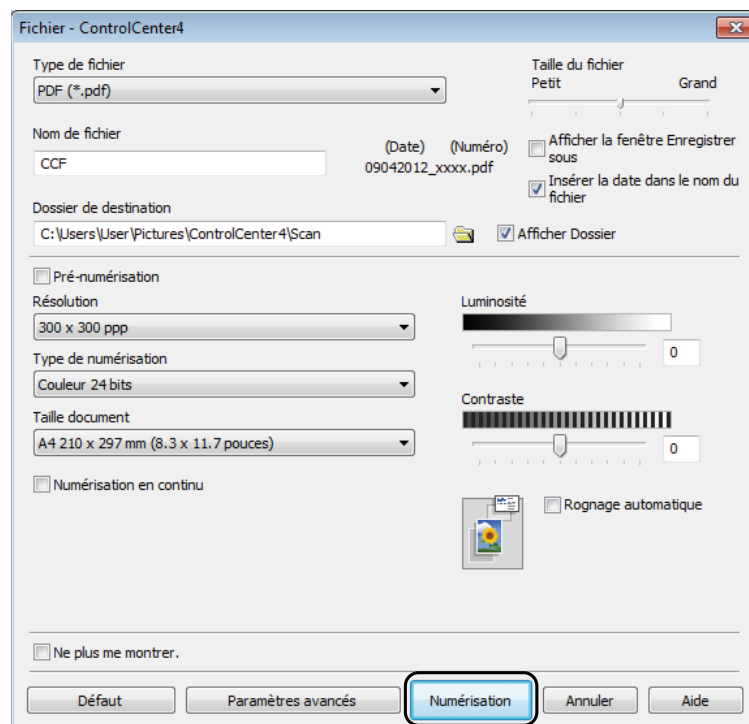 Fichier - ControlCenter4
Type de fichier
PDF (*.pdf)
Taille du fichier
Petit Grand
Nom de fichier
CCF
(Date) (Numéro)
09042012_xxxx.pdf
Afficher la fenêtre Enregistrer
sous
Insérer la date dans le nom du
fichier
Dossier de destination
C:\Users\User\Pictures\ControlCenter4\Scan
Afficher Dossier
Pré-numérisation
Résolution
300 x 300 ppp
Type de numérisation
Couleur 24 bits
Taille document
A4 210 x 297 mm (8.3 x 11.7 pouces)
Numérisation en continu
Luminosité
0
Contraste
0
Rognage automatique
Ne plus me montrer.
Défaut Paramètres avancés Numérisation Annuler Aide